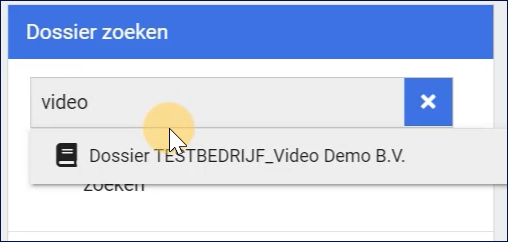 Dossier zoeken
video
Dossier TESTBEDRIJF_Video Demo B.V.
zoeken